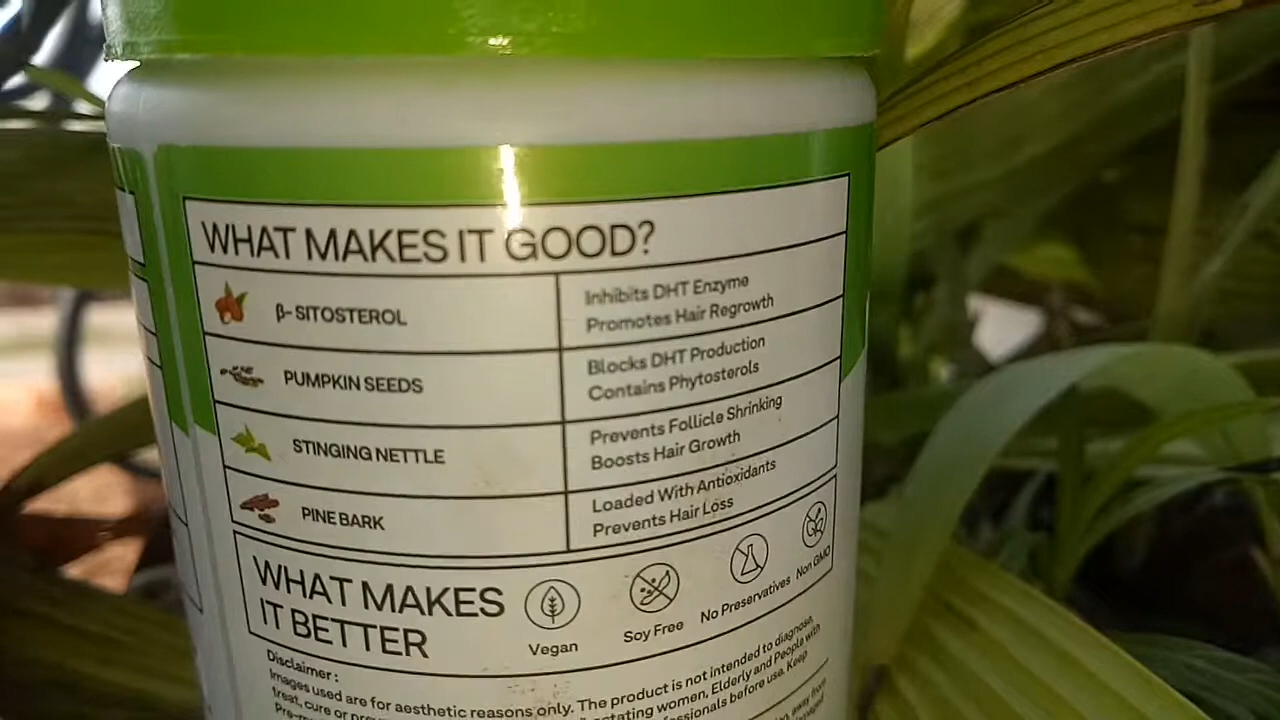 WHAT MAKES IT GOOD?
β- SITOSTEROL
Inhibits DHT Enzyme
Promotes Hair Regrowth
PUMPKIN SEEDS
Blocks DHT Production
Contains Phytosterols
STINGING NETTLE
Prevents Follicle Shrinking
Boosts Hair Growth
PINE BARK
Loaded With Antioxidants
Prevents Hair Loss
WHAT MAKES
IT BETTER
Vegan
Soy Free
No Preservatives
Non GMO
Disclaimer :
Images used are for aesthetic reasons only. The product is not intended to diagnose,
treat, cure or women, Elderly and People with
before use. Keep
away from